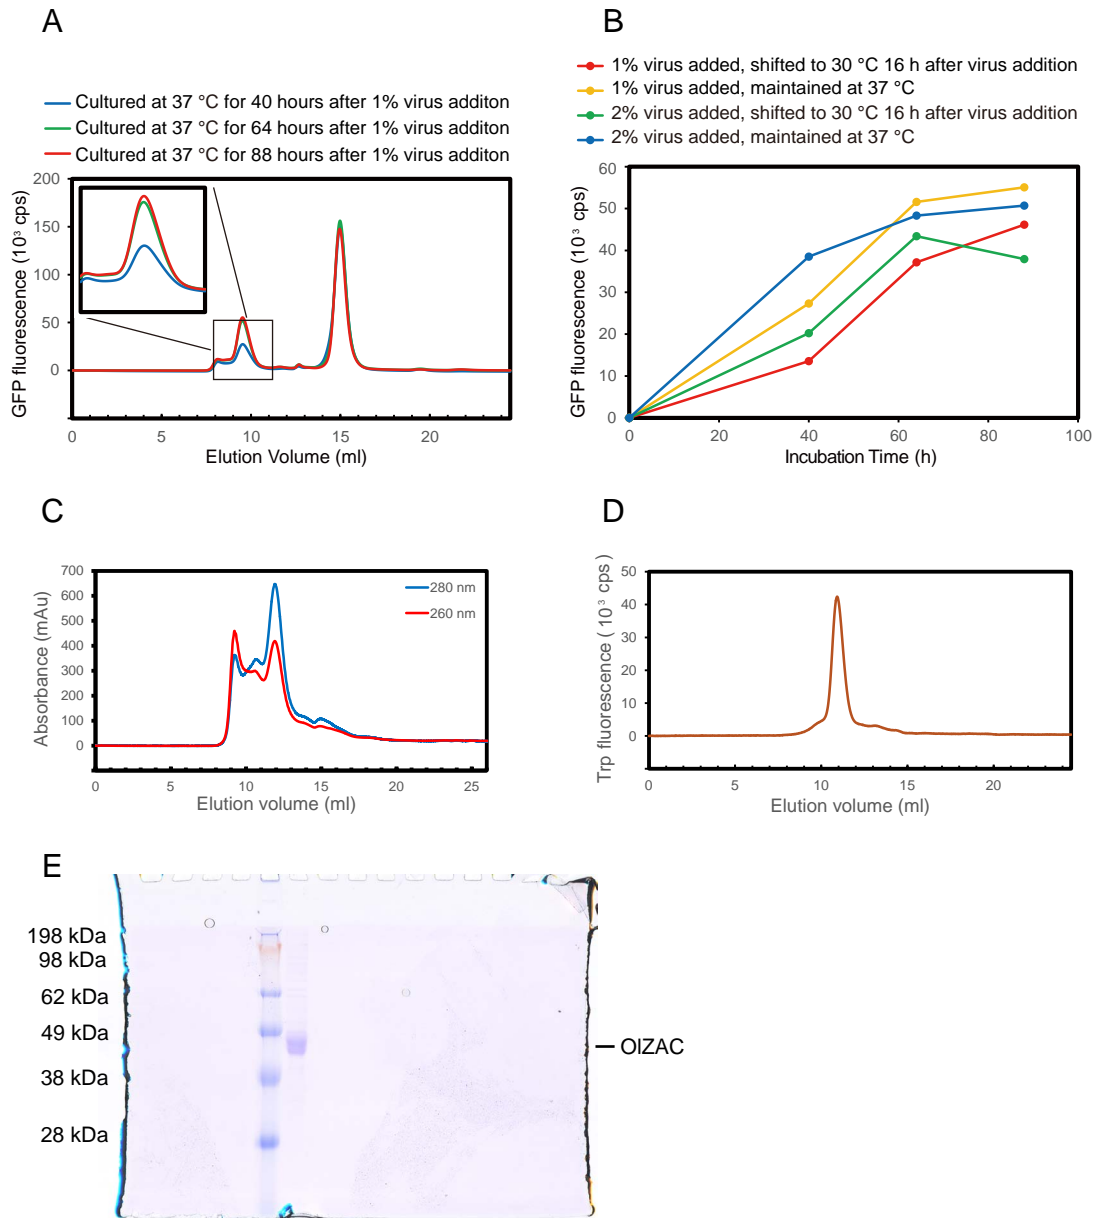 A
Cultured at 37 °C for 40 hours after 1% virus additon
Cultured at 37 °C for 64 hours after 1% virus additon
Cultured at 37 °C for 88 hours after 1% virus additon
GFP fluorescence (10³ cps)
200
150
100
50
0
0 5 10 15 20
Elution Volume (ml)
B
1% virus added, shifted to 30 °C 16 h after virus addition
1% virus added, maintained at 37 °C
2% virus added, shifted to 30 °C 16 h after virus addition
2% virus added, maintained at 37 °C
GFP fluorescence (10³ cps)
60
50
40
30
20
10
0
0 20 40 60 80 100
Incubation Time (h)
C
Absorbance (mAu)
700
600
500
400
300
200
100
0
280 nm
260 nm
0 5 10 15 20 25
Elution volume (ml)
D
Trp fluorescence (10³ cps)
50
40
30
20
10
0
0 5 10 15 20
Elution volume (ml)
E
198 kDa
98 kDa
62 kDa
49 kDa
38 kDa
28 kDa
OIZAC